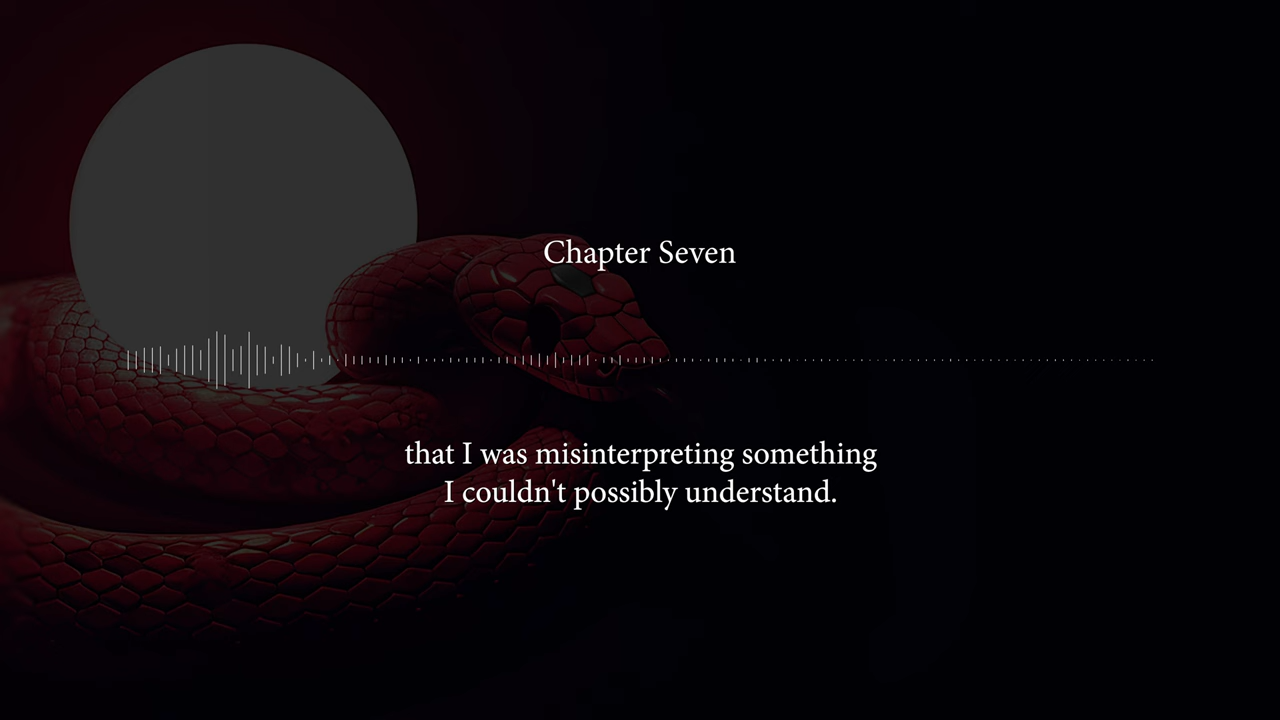 Chapter Seven
that I was misinterpreting something
I couldn't possibly understand.